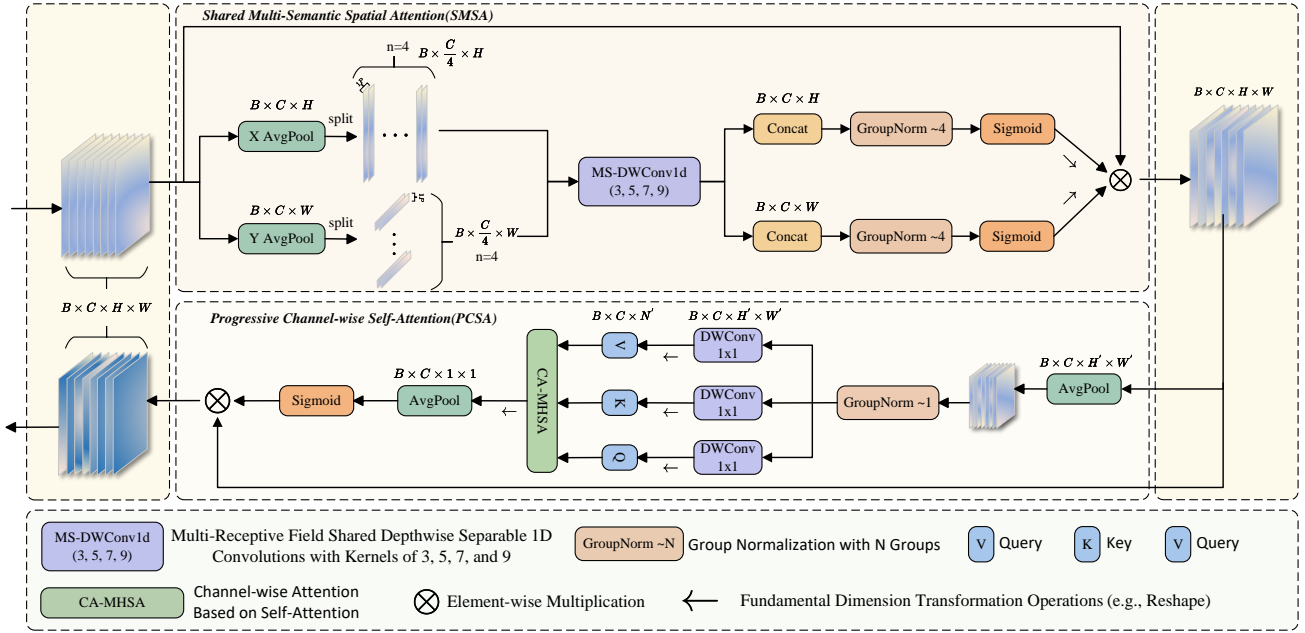 Shared Multi-Semantic Spatial Attention(SMSA)
n=4
B × C/4 × H
B × C × H
split
X AvgPool
B × C × W
split
Y AvgPool
B × C/4 × W
n=4
MS-DWConv1d
(3, 5, 7, 9)
B × C × H
Concat
GroupNorm ~4
Sigmoid
B × C × W
Concat
GroupNorm ~4
Sigmoid
B × C × H × W
B × C × H × W
Progressive Channel-wise Self-Attention(PCSA)
B × C × N′
B × C × H′ × W′
V
DWConv
1x1
K
DWConv
1x1
Q
DWConv
1x1
CA-MHSA
B × C × 1 × 1
AvgPool
Sigmoid
GroupNorm ~1
B × C × H′ × W′
AvgPool
MS-DWConv1d
(3, 5, 7, 9)
Multi-Receptive Field Shared Depthwise Separable 1D
Convolutions with Kernels of 3, 5, 7, and 9
GroupNorm ~N
Group Normalization with N Groups
V
Query
K
Key
V
Query
CA-MHSA
Channel-wise Attention
Based on Self-Attention
Element-wise Multiplication
Fundamental Dimension Transformation Operations (e.g., Reshape)